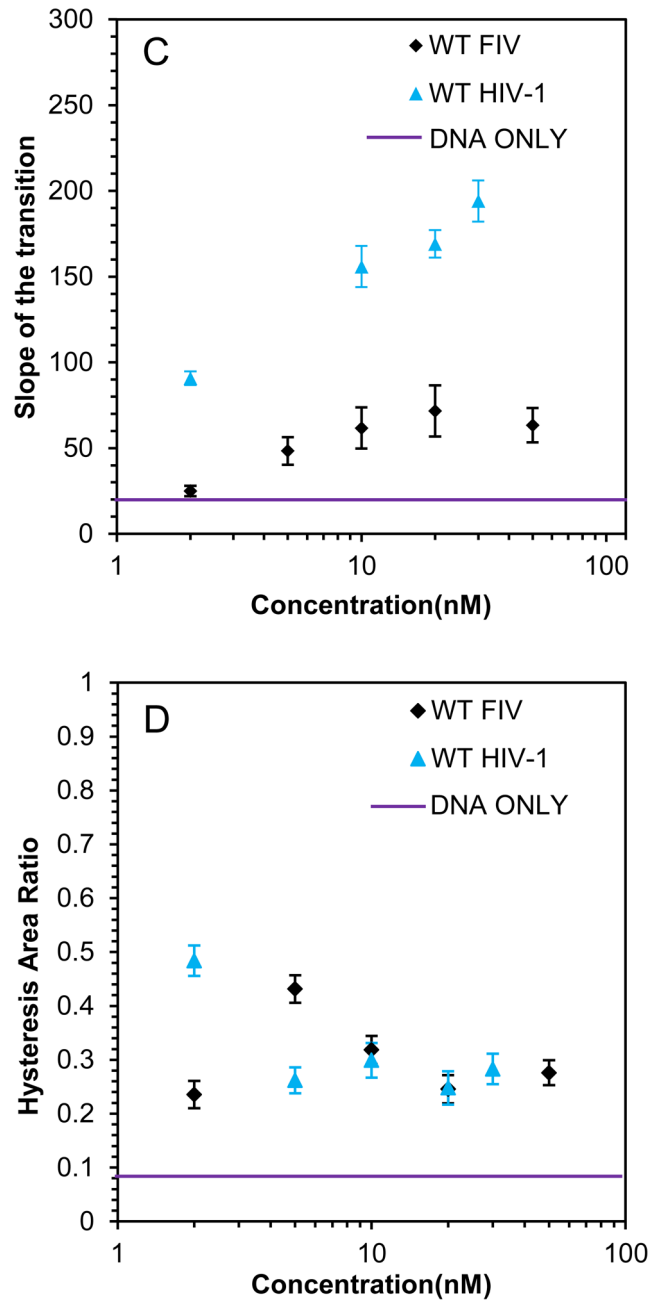 C
WT FIV
WT HIV-1
DNA ONLY
300
250
200
150
100
50
0
Slope of the transition
1
10
100
Concentration(nM)
D
WT FIV
WT HIV-1
DNA ONLY
1
0.9
0.8
0.7
0.6
0.5
0.4
0.3
0.2
0.1
0
Hysteresis Area Ratio
1
10
100
Concentration(nM)